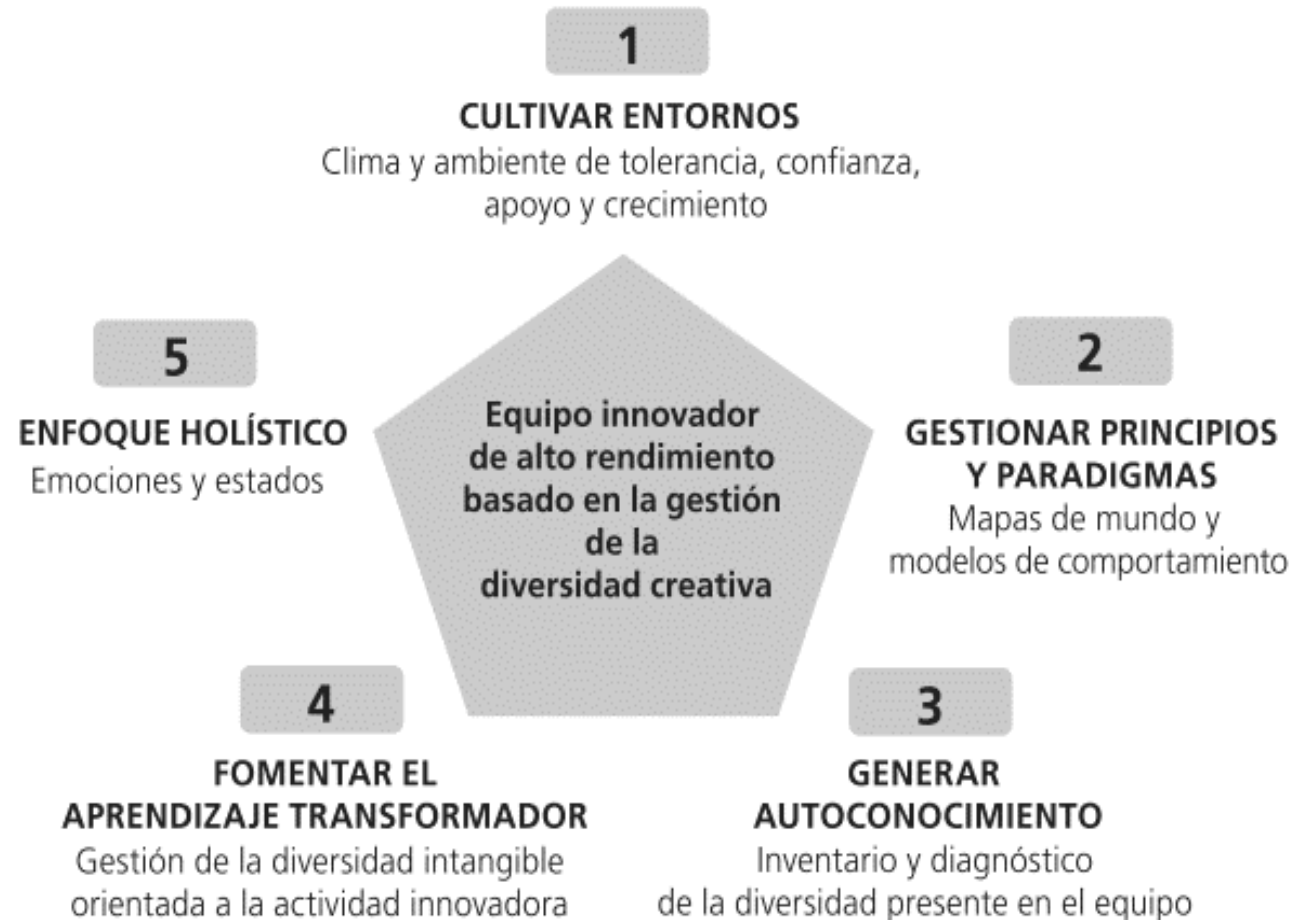 1
CULTIVAR ENTORNOS
Clima y ambiente de tolerancia, confianza,
apoyo y crecimiento
5
ENFOQUE HOLÍSTICO
Emociones y estados
Equipo innovador
de alto rendimiento
basado en la gestión
de la
diversidad creativa
2
GESTIONAR PRINCIPIOS
Y PARADIGMAS
Mapas de mundo y
modelos de comportamiento
4
FOMENTAR EL
APRENDIZAJE TRANSFORMADOR
Gestión de la diversidad intangible
orientada a la actividad innovadora
3
GENERAR
AUTOCONOCIMIENTO
Inventario y diagnóstico
de la diversidad presente en el equipo